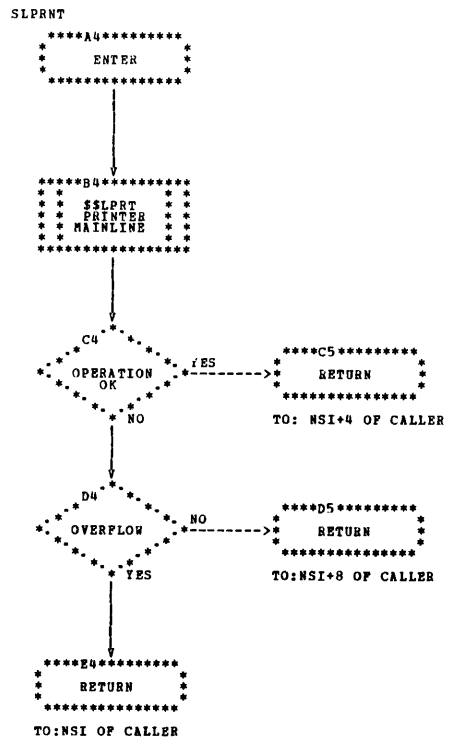 SLPRNT
A4
ENTER
B4
$$LPRT
PRINTER
MAINLINE
C4
OPERATION
OK
YES
C5
RETURN
TO: NSI+4 OF CALLER
NO
D4
OVERFLOW
NO
D5
RETURN
TO:NSI+8 OF CALLER
YES
E4
RETURN
TO:NSI OF CALLER